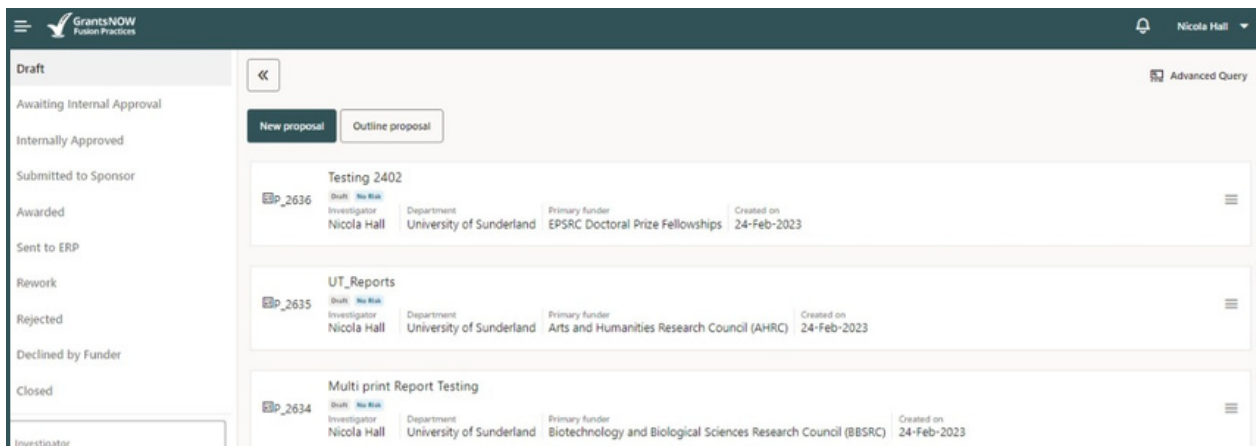 GrantsNOW
Fusion Practices
Nicola Hall
Draft
Awaiting Internal Approval
Internally Approved
Submitted to Sponsor
Awarded
Sent to ERP
Rework
Rejected
Declined by Funder
Closed
Investigator
Advanced Query
New proposal
Outline proposal
P_2636
Testing 2402
Draft No Risk
Investigator Department Primary funder Created on
Nicola Hall University of Sunderland EPSRC Doctoral Prize Fellowships 24-Feb-2023
P_2635
UT_Reports
Draft No Risk
Investigator Department Primary funder Created on
Nicola Hall University of Sunderland Arts and Humanities Research Council (AHRC) 24-Feb-2023
P_2634
Multi print Report Testing
Draft No Risk
Investigator Department Primary funder Created on
Nicola Hall University of Sunderland Biotechnology and Biological Sciences Research Council (BBSRC) 24-Feb-2023